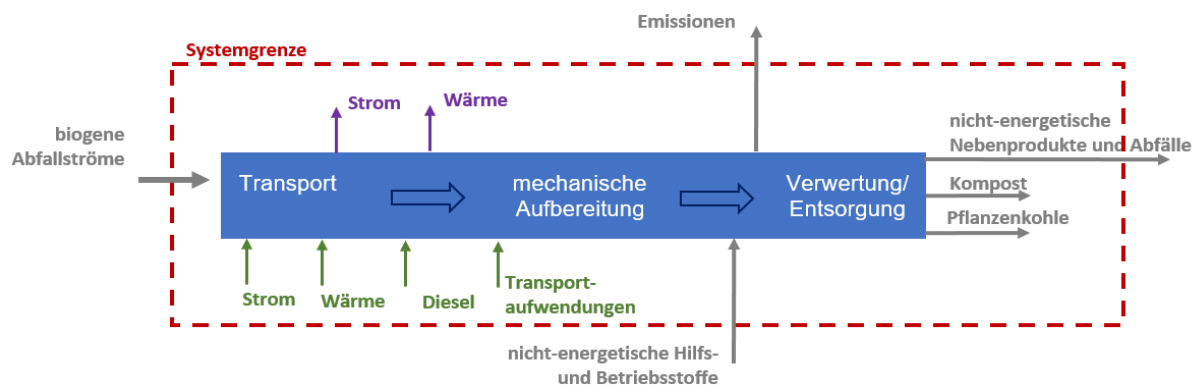 Emissionen
Systemgrenze
Strom
Wärme
biogene
Abfallströme
nicht-energetische
Nebenprodukte und Abfälle
Transport
mechanische
Aufbereitung
Verwertung/
Entsorgung
Kompost
Pflanzenkohle
Strom
Wärme
Diesel
Transport-
aufwendungen
nicht-energetische Hilfs-
und Betriebsstoffe